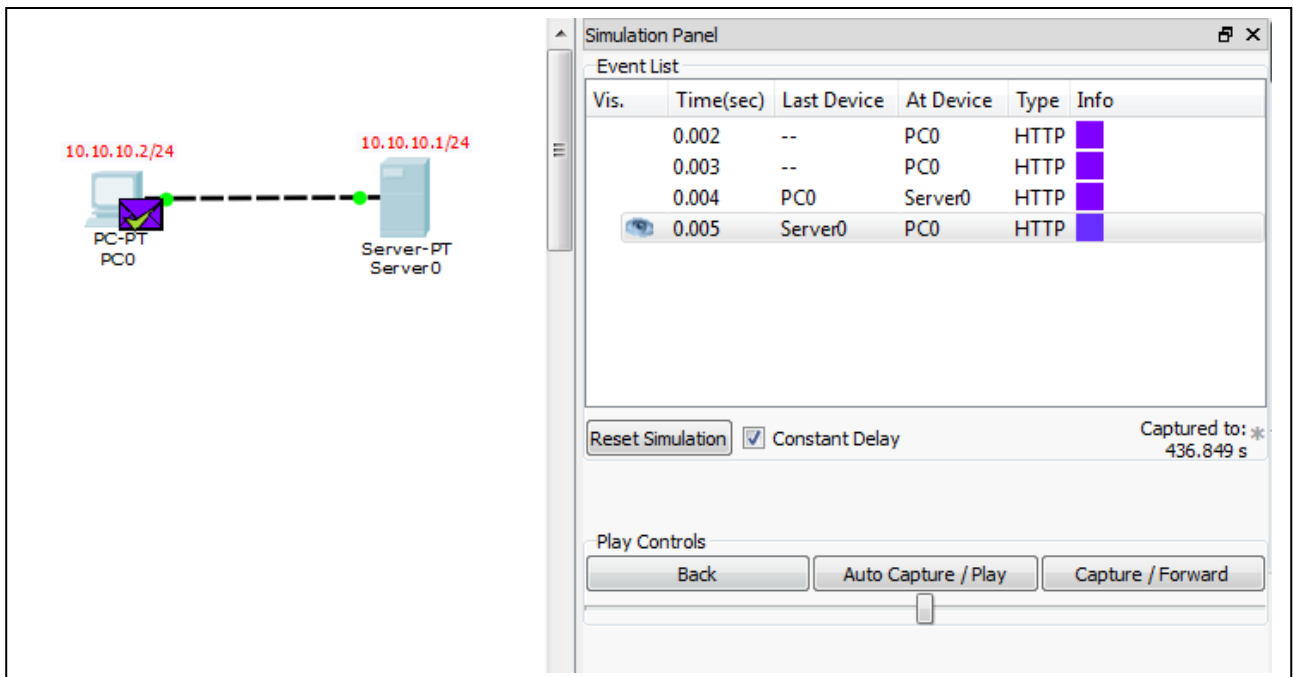 10.10.10.2/24
10.10.10.1/24
PC-PT
PC0
Server-PT
Server0
Simulation Panel
Event List
Vis. Time(sec) Last Device At Device Type Info
0.002 -- PC0 HTTP
0.003 -- PC0 HTTP
0.004 PC0 Server0 HTTP
0.005 Server0 PC0 HTTP
Reset Simulation Constant Delay Captured to: *
436.849 s
Play Controls
Back Auto Capture / Play Capture / Forward